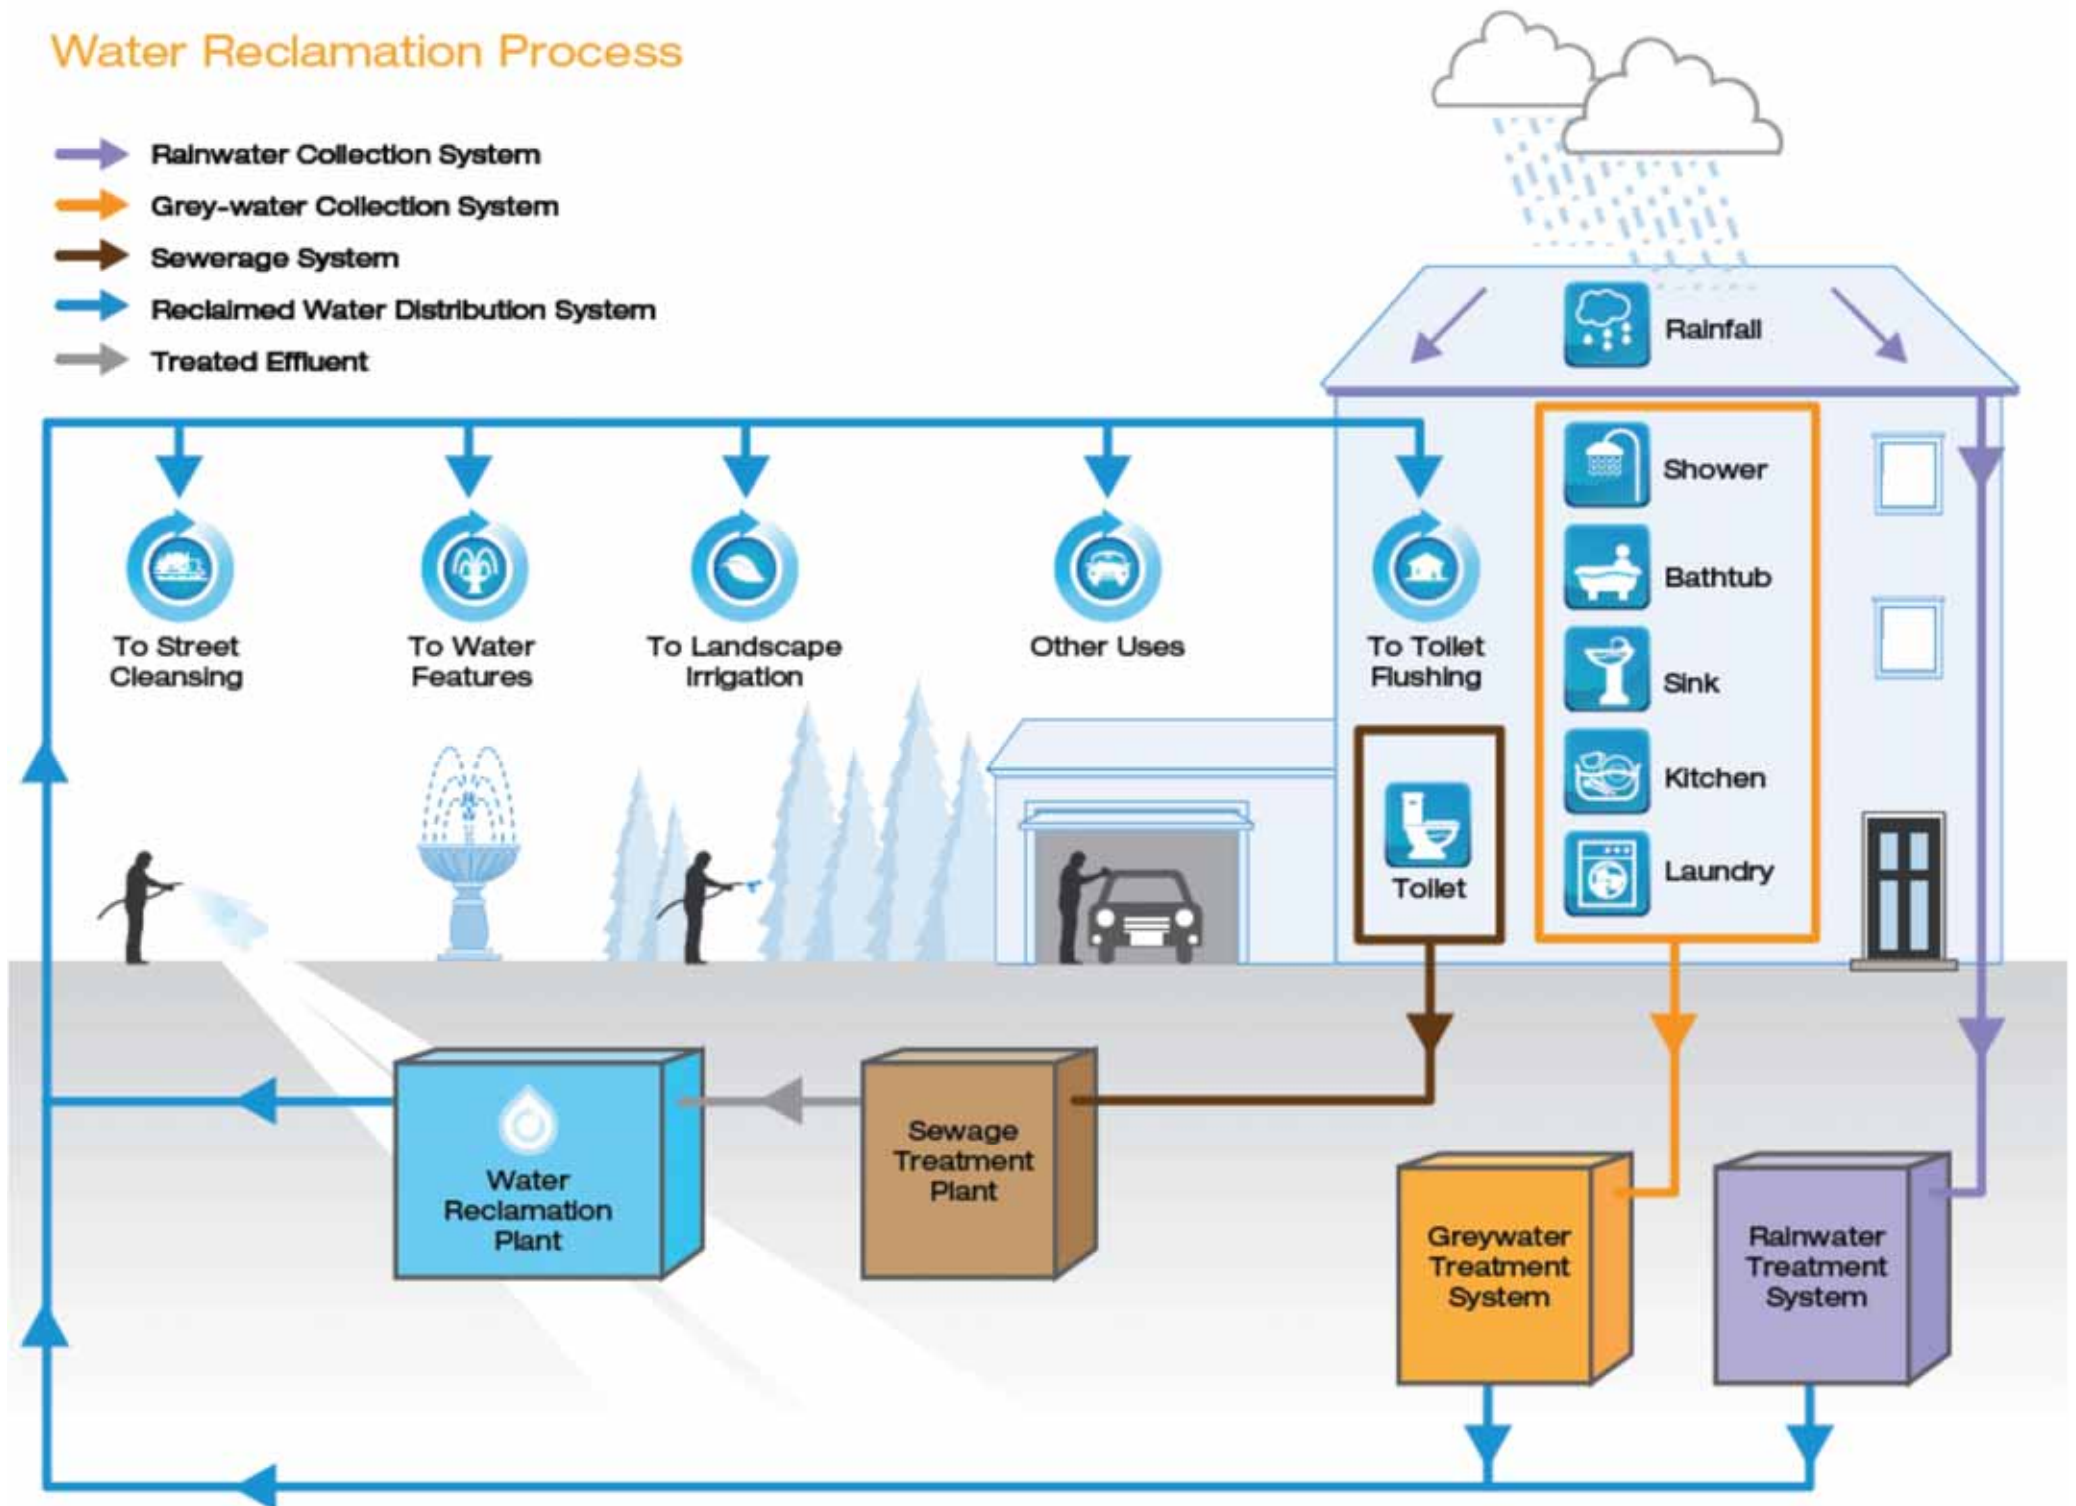 Water Reclamation Process
Rainwater Collection System
Grey-water Collection System
Sewerage System
Reclaimed Water Distribution System
Treated Effluent
Rainfall
Shower
Bathtub
Sink
Kitchen
Laundry
To Street
Cleansing
To Water
Features
To Landscape
Irrigation
Other Uses
To Toilet
Flushing
Toilet
Water
Reclamation
Plant
Sewage
Treatment
Plant
Greywater
Treatment
System
Rainwater
Treatment
System